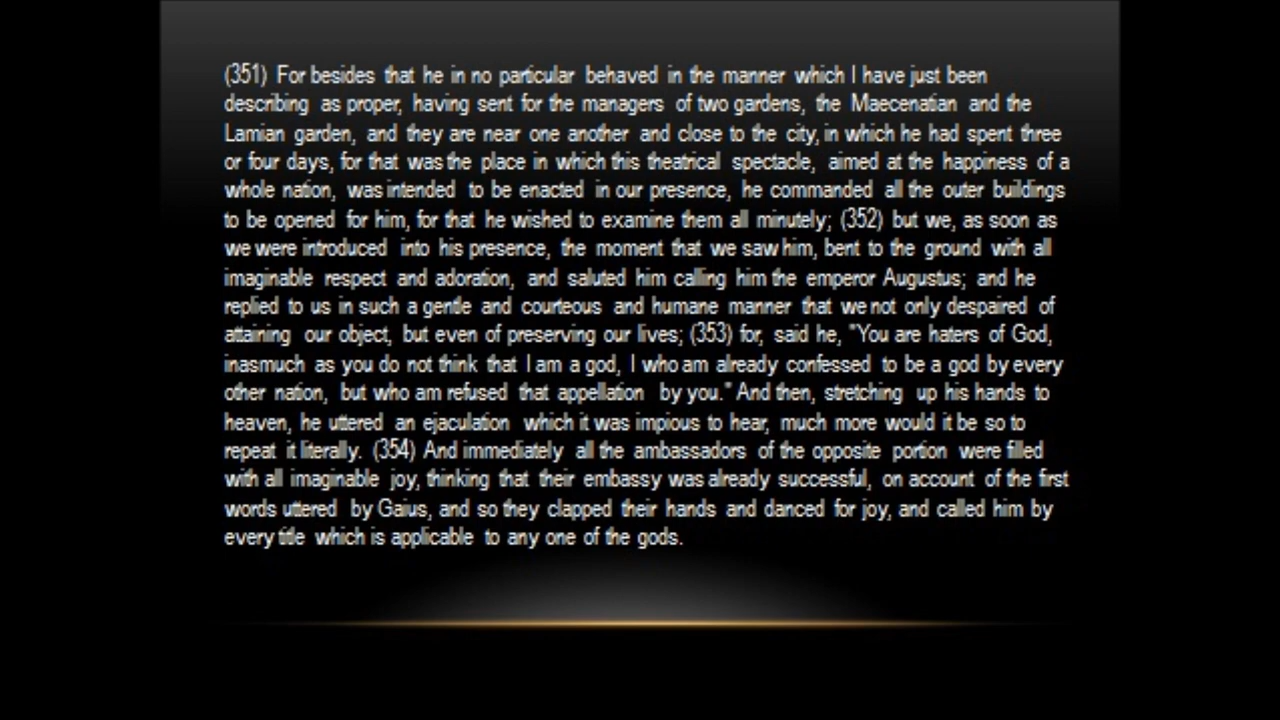 (351) For besides that he in no particular behaved in the manner which I have just been
describing as proper, having sent for the managers of two gardens, the Maecenatian and the
Lamian garden, and they are near one another and close to the city, in which he had spent three
or four days, for that was the place in which this theatrical spectacle, aimed at the happiness of a
whole nation, was intended to be enacted in our presence, he commanded all the outer buildings
to be opened for him, for that he wished to examine them all minutely; (352) but we, as soon as
we were introduced into his presence, the moment that we saw him, bent to the ground with all
imaginable respect and adoration, and saluted him calling him the emperor Augustus; and he
replied to us in such a gentle and courteous and humane manner that we not only despaired of
attaining our object, but even of preserving our lives; (353) for, said he, "You are haters of God,
inasmuch as you do not think that I am a god, I who am already confessed to be a god by every
other nation, but who am refused that appellation by you." And then, stretching up his hands to
heaven, he uttered an ejaculation which it was impious to hear, much more would it be so to
repeat it literally. (354) And immediately all the ambassadors of the opposite portion were filled
with all imaginable joy, thinking that their embassy was already successful, on account of the first
words uttered by Gaius, and so they clapped their hands and danced for joy, and called him by
every title which is applicable to any one of the gods.